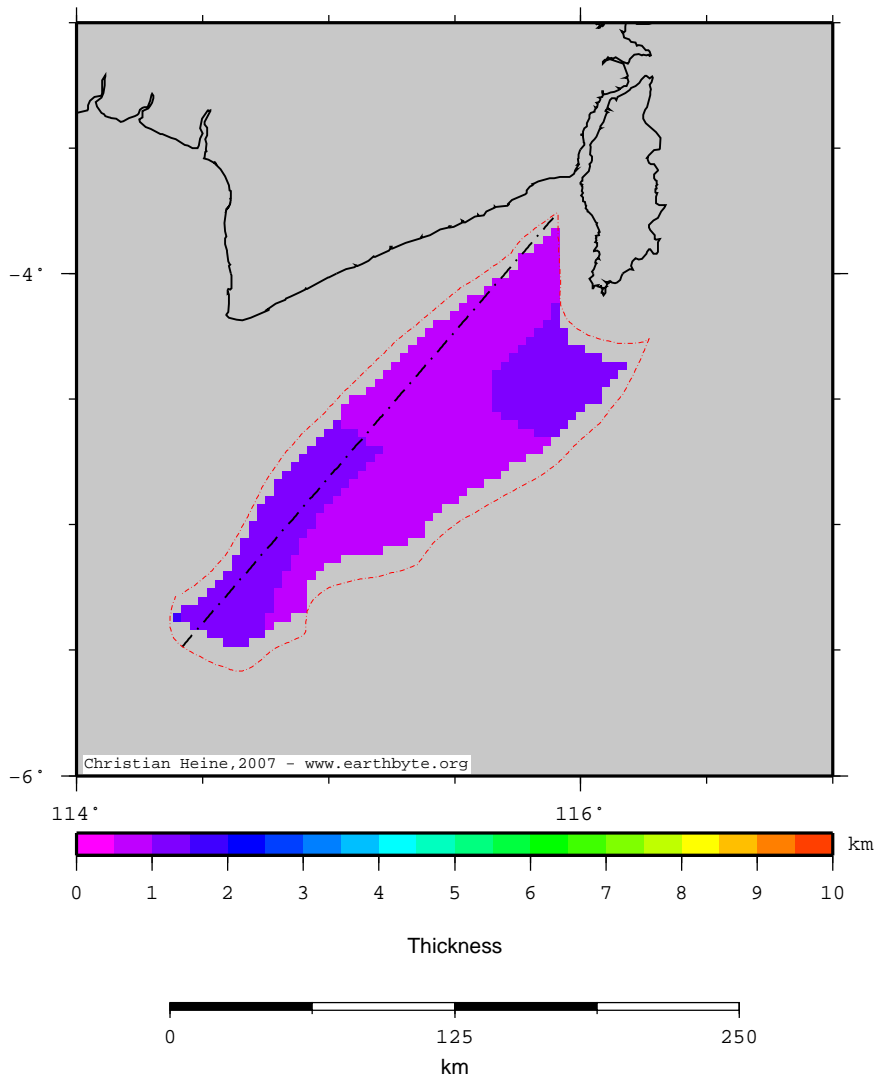 −4°
−6°
Christian Heine,2007 − www.earthbyte.org
114° 116°
km
0 1 2 3 4 5 6 7 8 9 10
Thickness
0 125 250
km